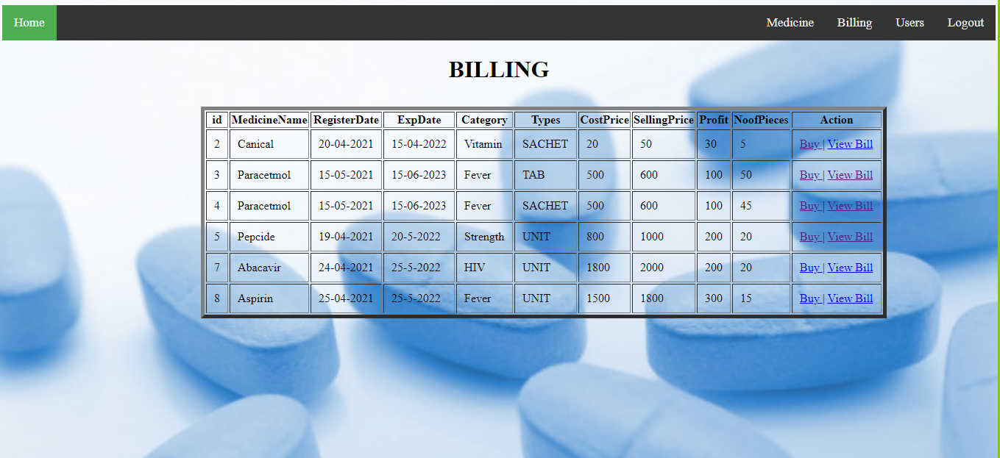 Home Medicine Billing Users Logout
BILLING
id MedicineName RegisterDate ExpDate Category Types CostPrice SellingPrice Profit NoofPieces Action
2 Canical 20-04-2021 15-04-2022 Vitamin SACHET 20 50 30 5 Buy | View Bill
3 Paracetmol 15-05-2021 15-06-2023 Fever TAB 500 600 100 50 Buy | View Bill
4 Paracetmol 15-05-2021 15-06-2023 Fever SACHET 500 600 100 45 Buy | View Bill
5 Pepcide 19-04-2021 20-5-2022 Strength UNIT 800 1000 200 20 Buy | View Bill
7 Abacavir 24-04-2021 25-5-2022 HIV UNIT 1800 2000 200 20 Buy | View Bill
8 Aspirin 25-04-2021 25-5-2022 Fever UNIT 1500 1800 300 15 Buy | View Bill